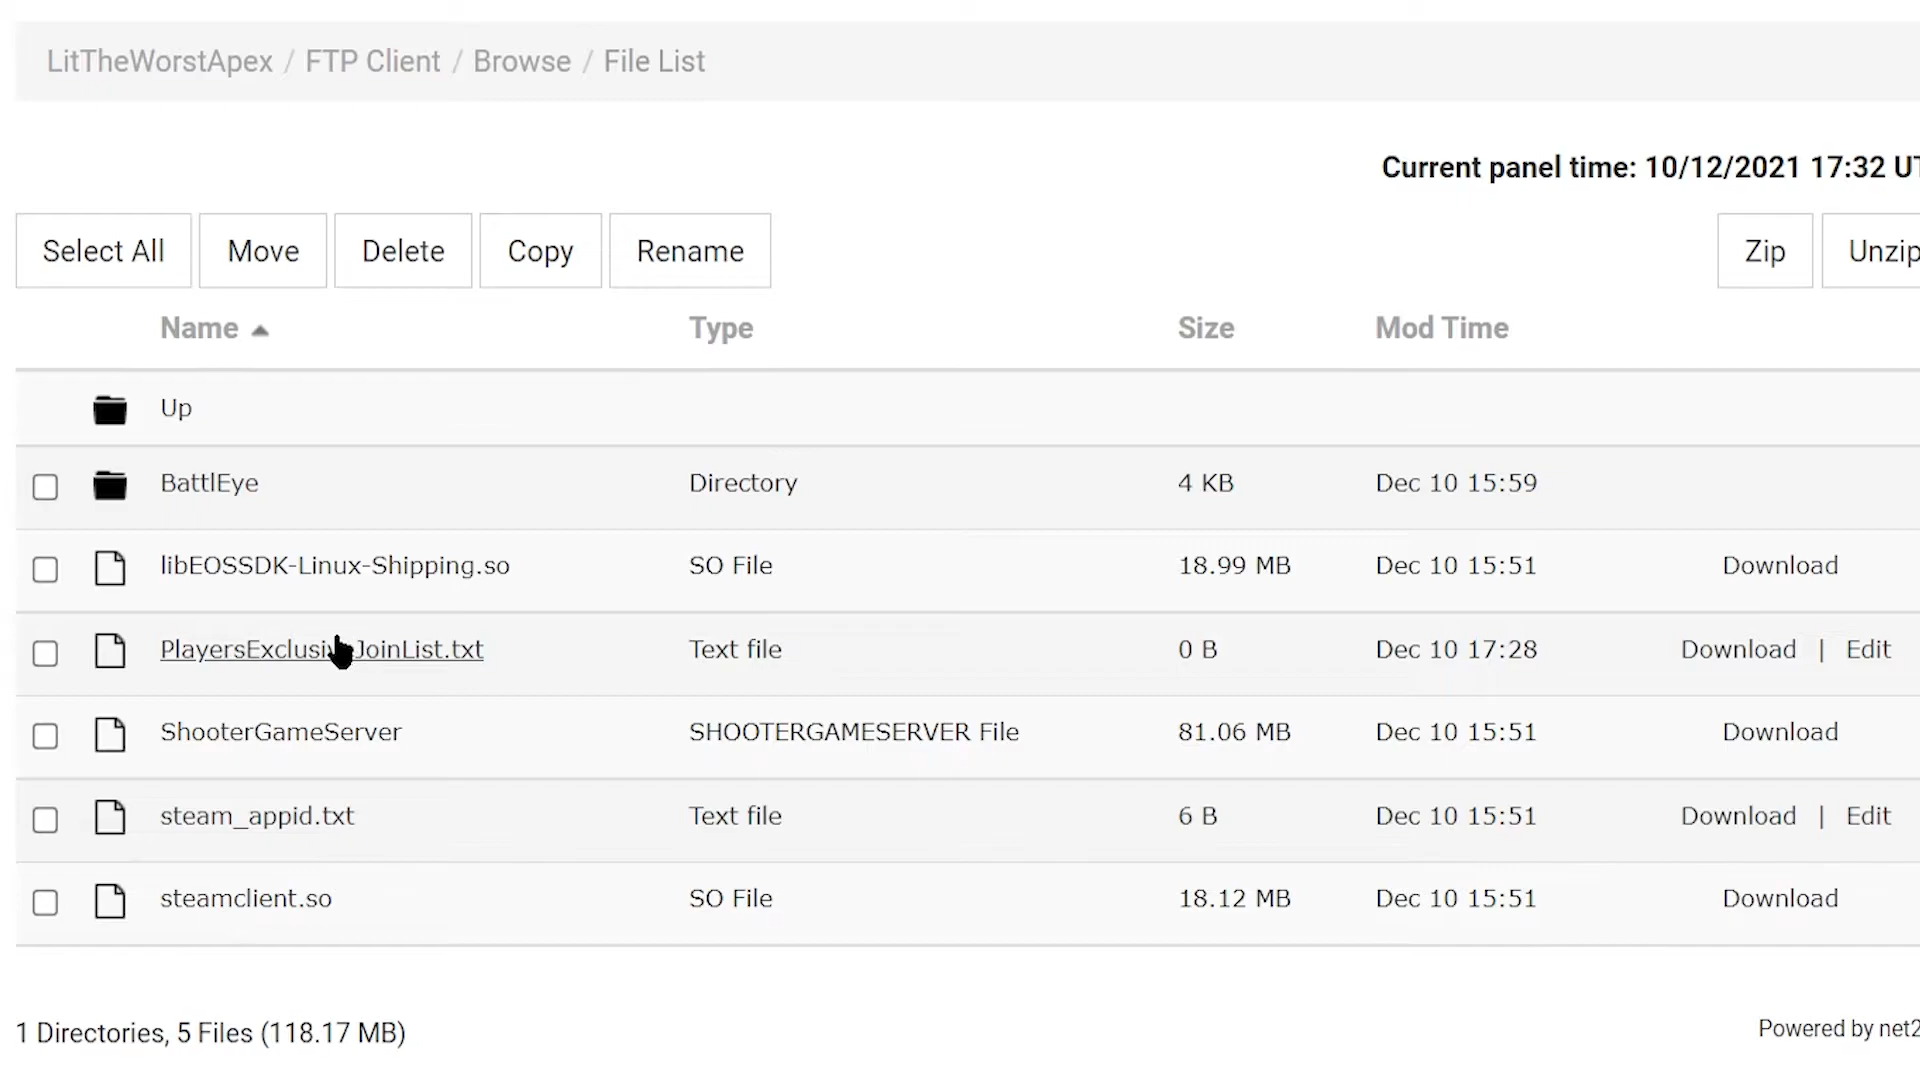 LitTheWorstApex / FTP Client / Browse / File List
Current panel time: 10/12/2021 17:32 UT
Select All Move Delete Copy Rename Zip Unzip
Name Type Size Mod Time
Up
BattlEye Directory 4 KB Dec 10 15:59
libEOSSDK-Linux-Shipping.so SO File 18.99 MB Dec 10 15:51 Download
PlayersExclusiveJoinList.txt Text file 0 B Dec 10 17:28 Download | Edit
ShooterGameServer SHOOTERGAMESERVER File 81.06 MB Dec 10 15:51 Download
steam_appid.txt Text file 6 B Dec 10 15:51 Download | Edit
steamclient.so SO File 18.12 MB Dec 10 15:51 Download
1 Directories, 5 Files (118.17 MB)
Powered by net2